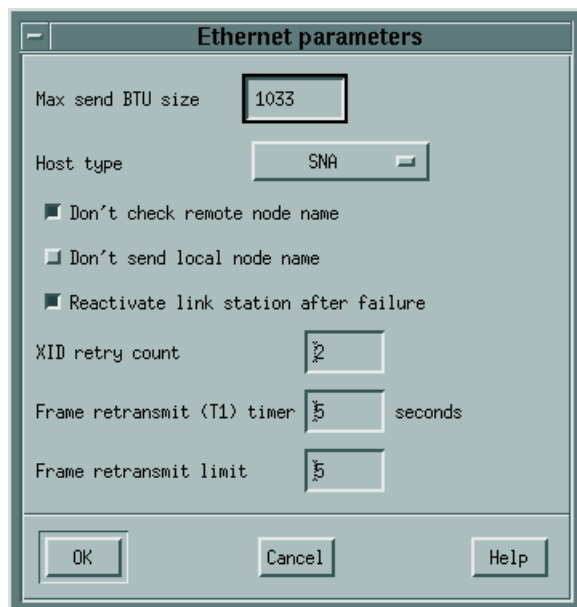 Ethernet parameters
Max send BTU size 1033
Host type SNA
Don't check remote node name
Don't send local node name
Reactivate link station after failure
XID retry count 2
Frame retransmit (T1) timer 5 seconds
Frame retransmit limit 5
OK Cancel Help